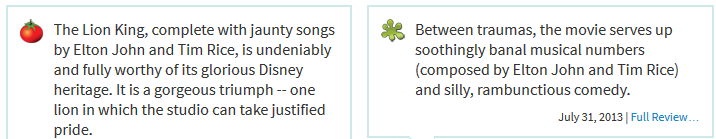 The Lion King, complete with jaunty songs
by Elton John and Tim Rice, is undeniably
and fully worthy of its glorious Disney
heritage. It is a gorgeous triumph -- one
lion in which the studio can take justified
pride.
Between traumas, the movie serves up
soothingly banal musical numbers
(composed by Elton John and Tim Rice)
and silly, rambunctious comedy.
July 31, 2013 | Full Review...